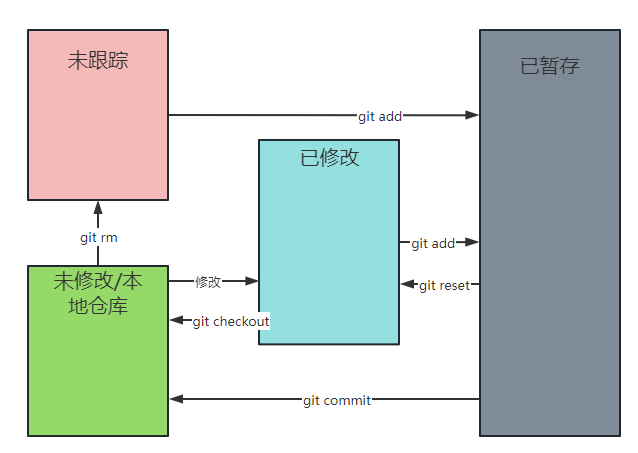 未跟踪
已暂存
git add
已修改
git rm
git add
未修改/本
地仓库
修改
git reset
git checkout
git commit